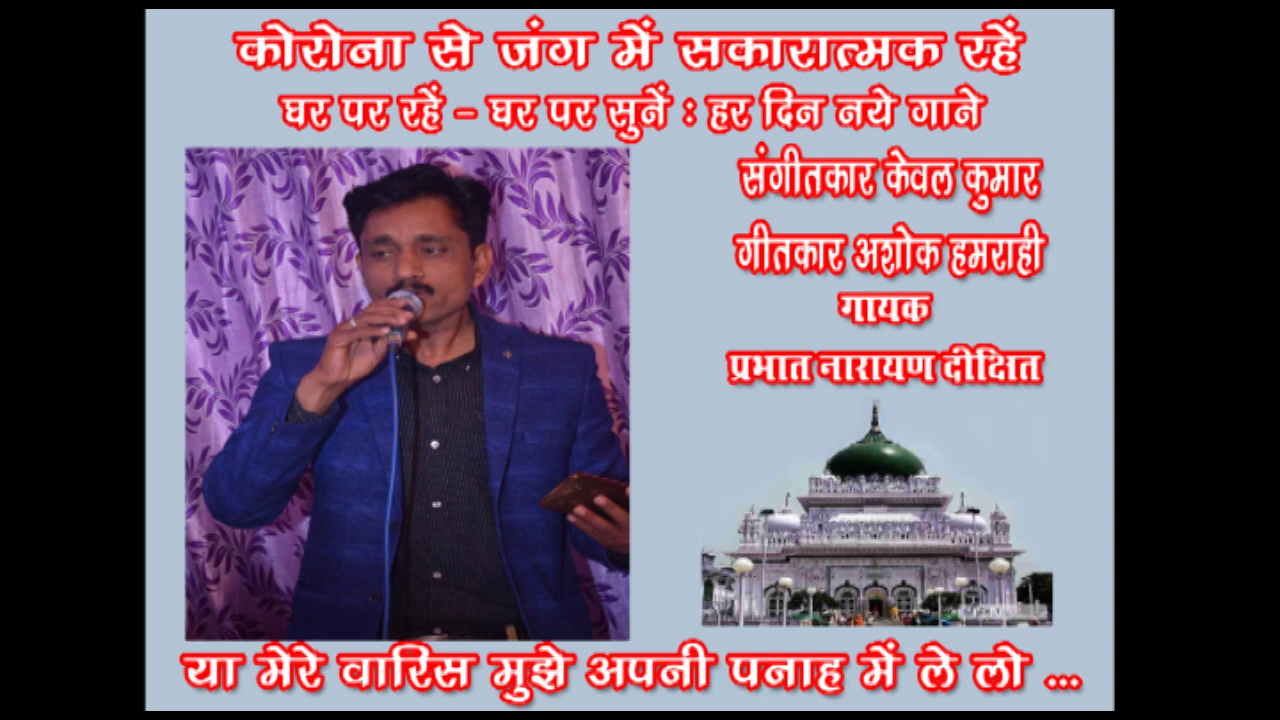 कोरोना से जंग में सकारात्मक रहें
घर पर रहें - घर पर सुनें : हर दिन नये गाने
संगीतकार केवल कुमार
गीतकार अशोक हमराही
गायक
प्रभात नारायण दीक्षित
या मेरे वारिस मुझे अपनी पनाह में ले लो ...